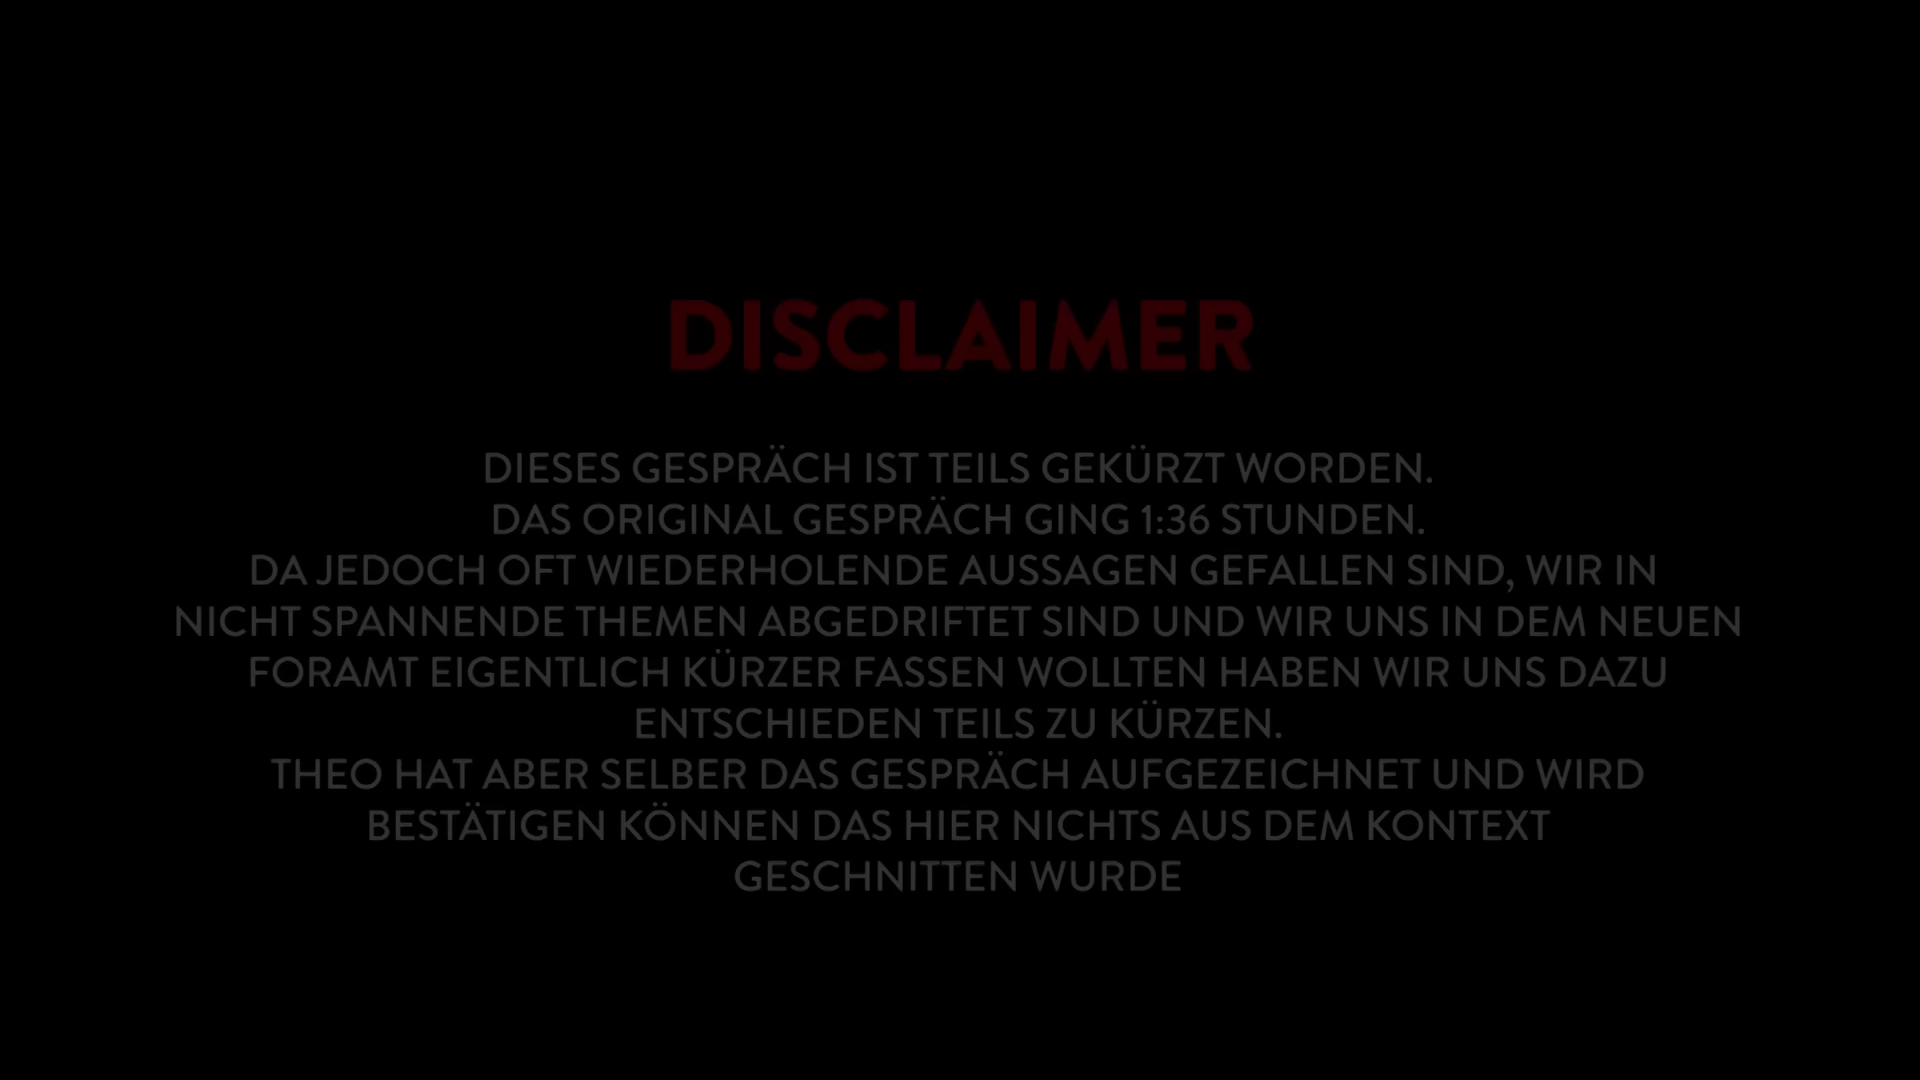 DISCLAIMER
DIESES GESPRÄCH IST TEILS GEKÜRZT WORDEN.
DAS ORIGINAL GESPRÄCH GING 1:36 STUNDEN.
DA JEDOCH OFT WIEDERHOLENDE AUSSAGEN GEFALLEN SIND, WIR IN
NICHT SPANNENDE THEMEN ABGEDRIFTET SIND UND WIR UNS IN DEM NEUEN
FORAMT EIGENTLICH KÜRZER FASSEN WOLLTEN HABEN WIR UNS DAZU
ENTSCHIEDEN TEILS ZU KÜRZEN.
THEO HAT ABER SELBER DAS GESPRÄCH AUFGEZEICHNET UND WIRD
BESTÄTIGEN KÖNNEN DAS HIER NICHTS AUS DEM KONTEXT
GESCHNITTEN WURDE